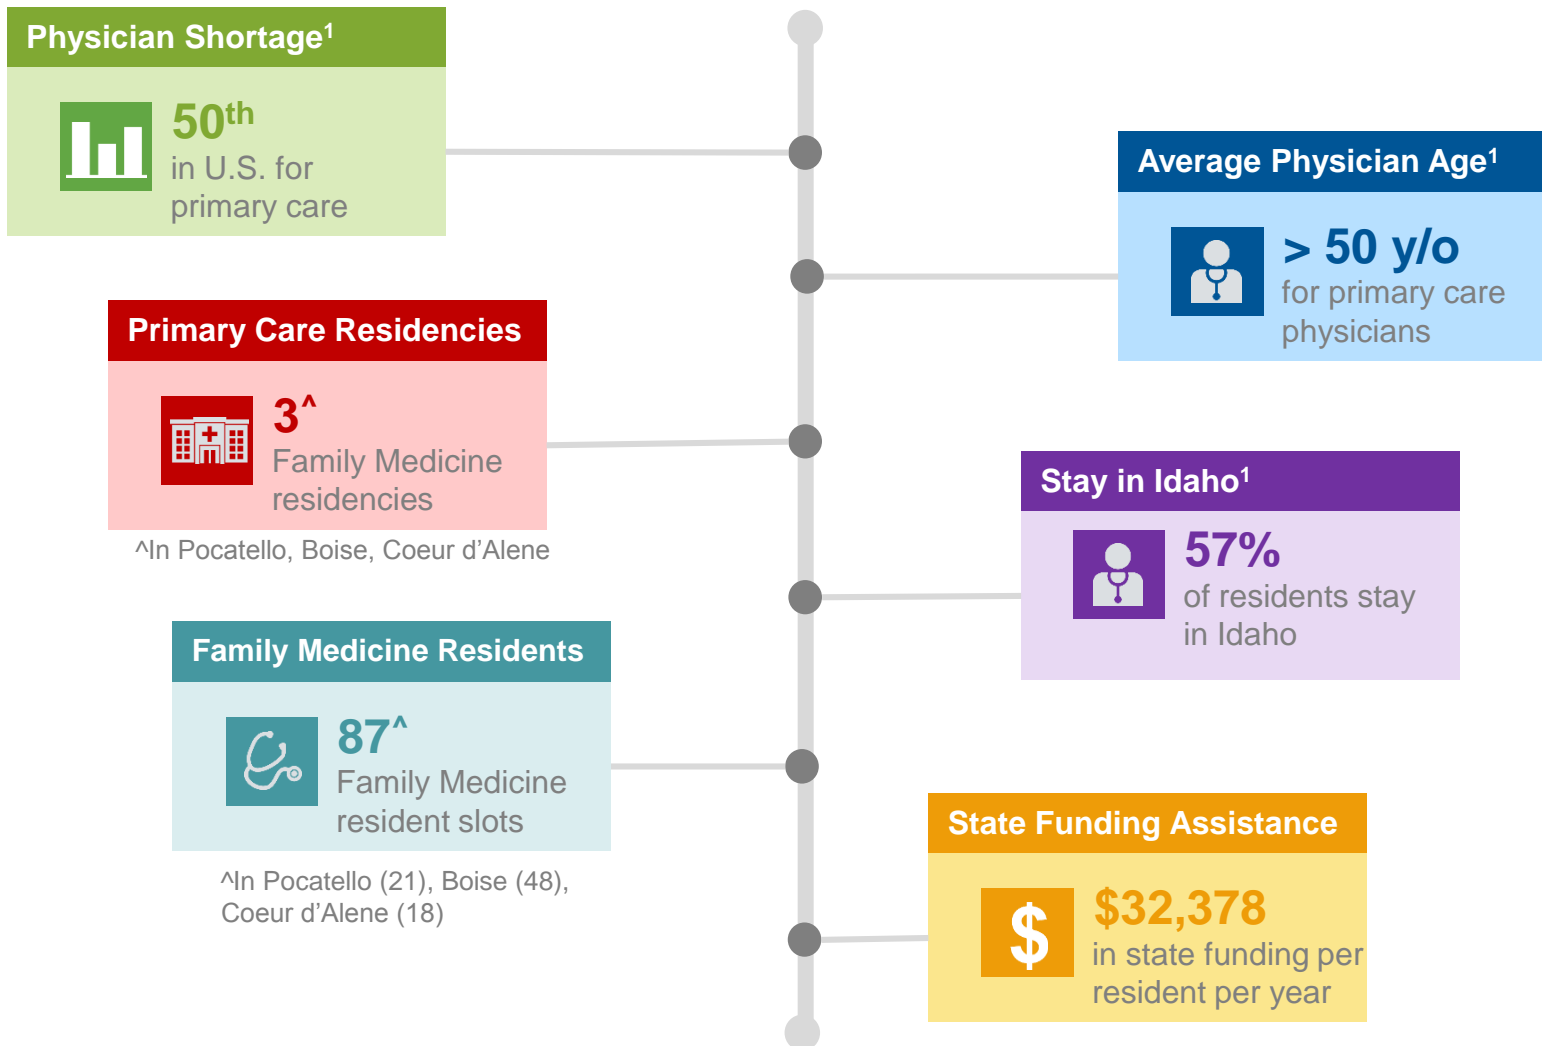 Physician Shortage¹
50th
in U.S. for
primary care
Average Physician Age¹
> 50 y/o
for primary care
physicians
Primary Care Residencies
3^
Family Medicine
residencies
^In Pocatello, Boise, Coeur d’Alene
Stay in Idaho¹
57%
of residents stay
in Idaho
Family Medicine Residents
87^
Family Medicine
resident slots
^In Pocatello (21), Boise (48),
Coeur d’Alene (18)
State Funding Assistance
$
$32,378
in state funding per
resident per year